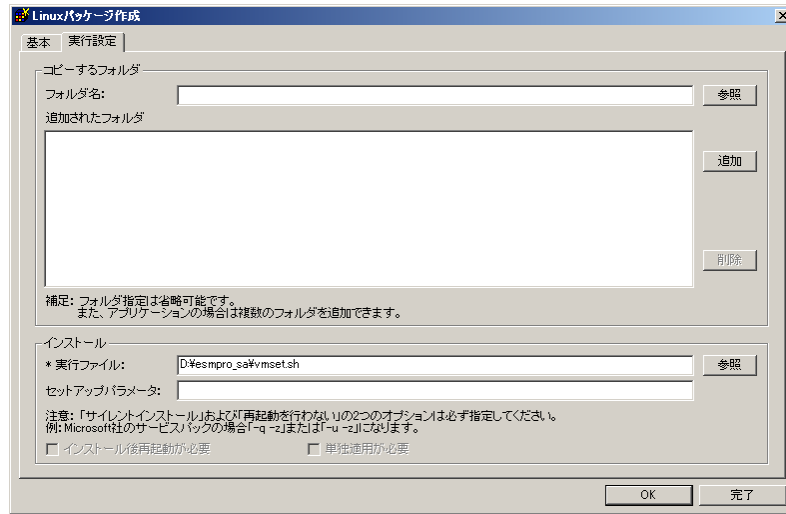 Linuxパッケージ作成
基本
実行設定
コピーするフォルダ
フォルダ名:
参照
追加されたフォルダ
追加
削除
補足: フォルダ指定は省略可能です。
また、アプリケーションの場合は複数のフォルダを追加できます。
インストール
* 実行ファイル:
D:¥esmpro_sa¥vmset.sh
参照
セットアップパラメータ:
注意: 「サイレントインストール」および「再起動を行わない」の2つのオプションは必ず指定してください。
例: Microsoft社のサービスパックの場合「-q -z」または「-u -z」になります。
インストール後再起動が必要
単独適用が必要
OK
完了